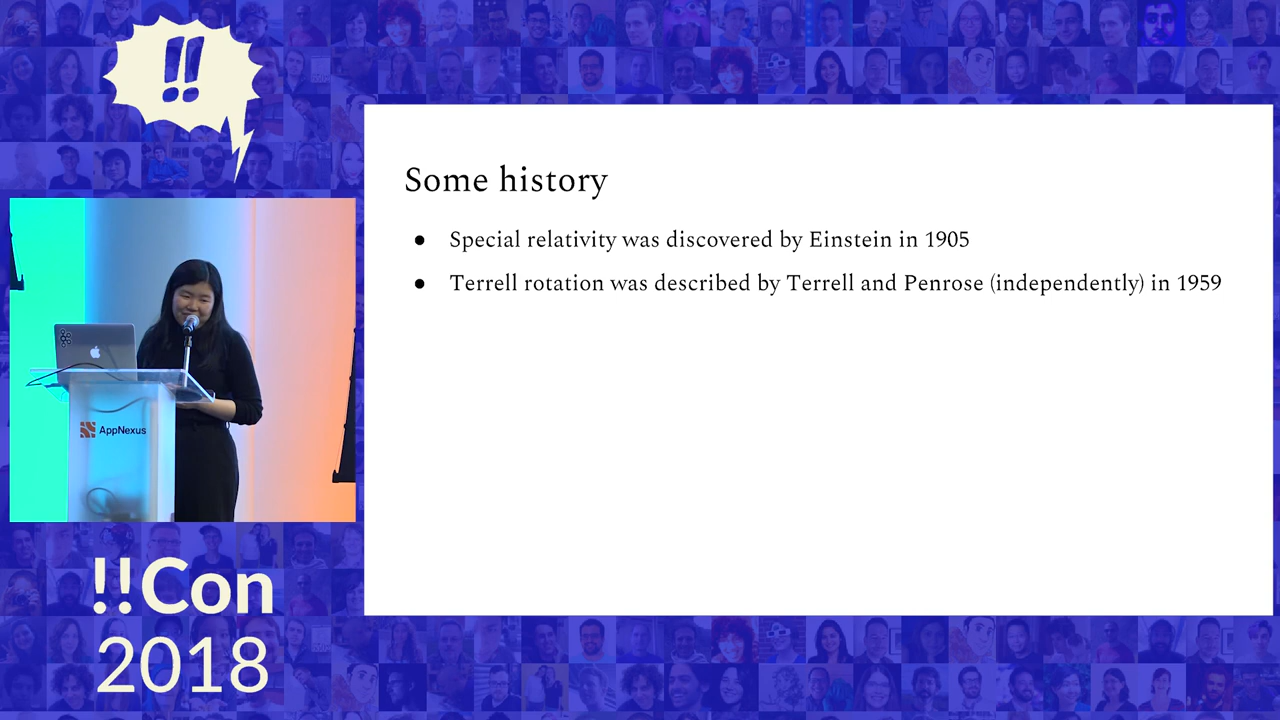 !!
Some history
● Special relativity was discovered by Einstein in 1905
● Terrell rotation was described by Terrell and Penrose (independently) in 1959
AppNexus
!!Con
2018